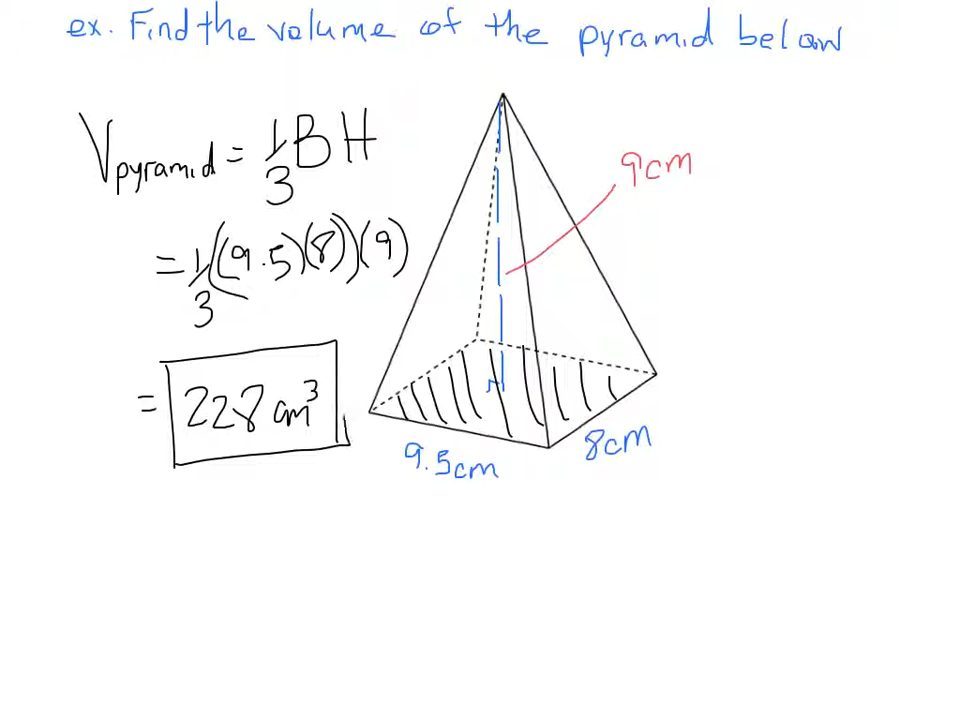 ex. Find the volume of the pyramid below
Vpyramid = 1/3 BH
= 1/3((9.5)(8))(9)
= 228 cm³
9cm
9.5cm
8cm